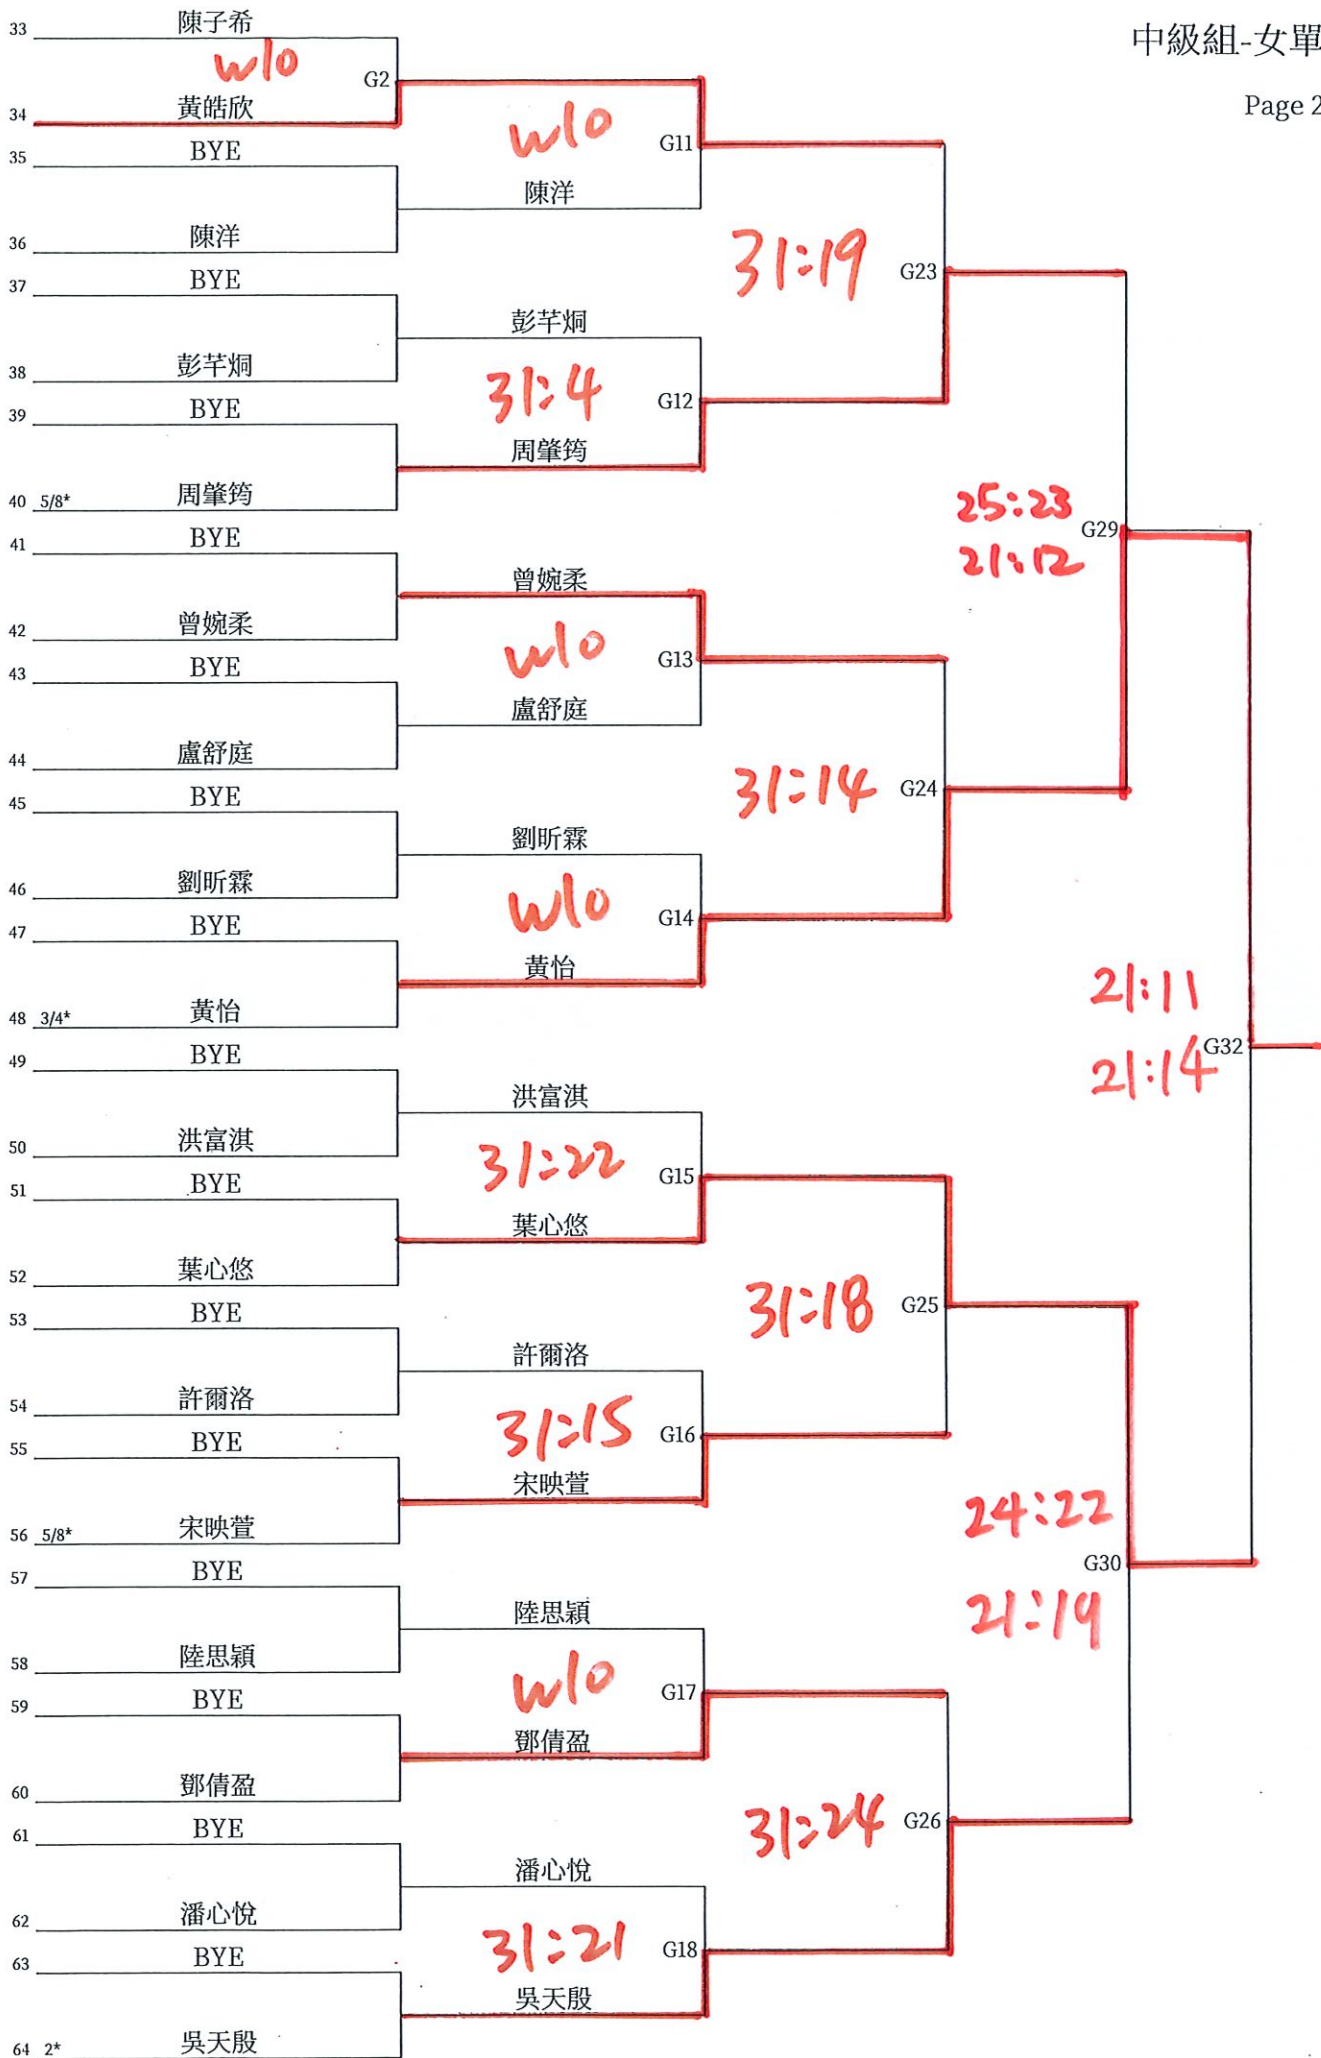 中級組-女單
Page 2
33 陳子希
w/o
G2
34 黃皓欣
35 BYE
w/o
G11
陳洋
36 陳洋
37 BYE
31:19
G23
彭芊烔
38 彭芊烔
31:4
G12
39 BYE
周肇筠
40 5/8* 周肇筠
25:23
21:12
G29
41 BYE
曾婉柔
42 曾婉柔
w/o
G13
43 BYE
盧舒庭
44 盧舒庭
31:14
G24
45 BYE
劉昕霖
46 劉昕霖
w/o
G14
47 BYE
黃怡
48 3/4* 黃怡
21:11
21:14
G32
49 BYE
洪富淇
50 洪富淇
31:22
G15
51 BYE
葉心悠
52 葉心悠
31:18
G25
53 BYE
許爾洛
54 許爾洛
31:15
G16
55 BYE
宋映萱
56 5/8* 宋映萱
24:22
G30
21:19
57 BYE
陸思穎
58 陸思穎
w/o
G17
59 BYE
鄧倩盈
60 鄧倩盈
31:24
G26
61 BYE
潘心悅
62 潘心悅
31:21
G18
63 BYE
吳天殷
64 2* 吳天殷